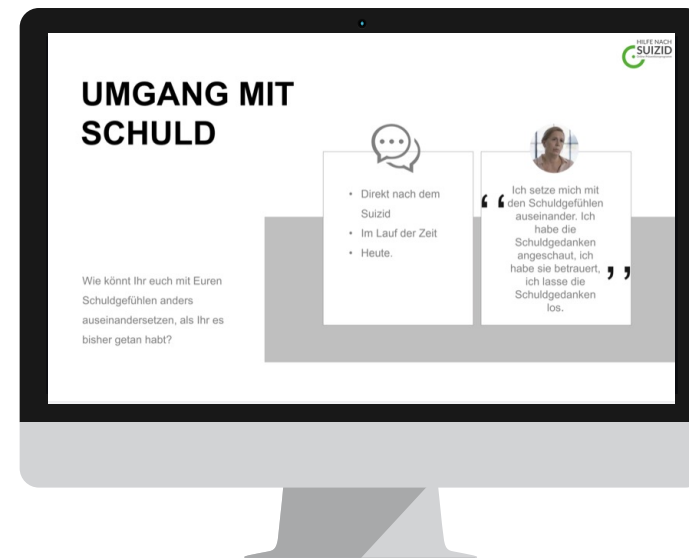 HILFE NACH
SUIZID
UMGANG MIT
SCHULD
Wie könnt Ihr euch mit Euren
Schuldgefühlen anders
auseinandersetzen, als Ihr es
bisher getan habt?
• Direkt nach dem
Suizid
• Im Lauf der Zeit
• Heute.
‘‘ Ich setze mich mit
den Schuldgefühlen
auseinander. Ich
habe die
Schuldgedanken
angeschaut, ich
habe sie betrauert,
ich lasse die
Schuldgedanken
los. ’’